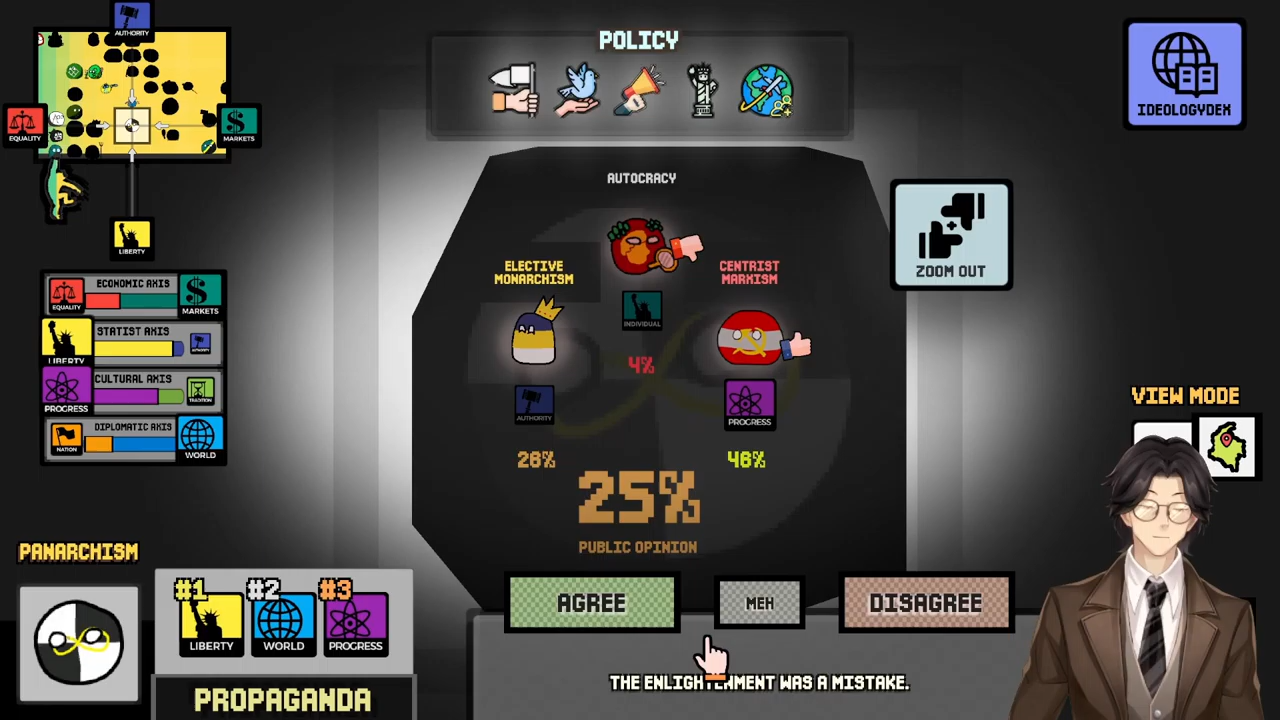 AUTHORITY
EQUALITY
MARKETS
LIBERTY
POLICY
IDEOLOGYDEX
ECONOMIC AXIS
EQUALITY
MARKETS
STATIST AXIS
LIBERTY
AUTHORITY
CULTURAL AXIS
PROGRESS
TRADITION
DIPLOMATIC AXIS
NATION
WORLD
AUTOCRACY
INDIVIDUAL
4%
ELECTIVE
MONARCHISM
AUTHORITY
26%
CENTRIST
MARXISM
PROGRESS
46%
25%
PUBLIC OPINION
ZOOM OUT
VIEW MODE
PANARCHISM
#1
LIBERTY
#2
WORLD
#3
PROGRESS
PROPAGANDA
AGREE
MEH
DISAGREE
THE ENLIGHTENMENT WAS A MISTAKE.